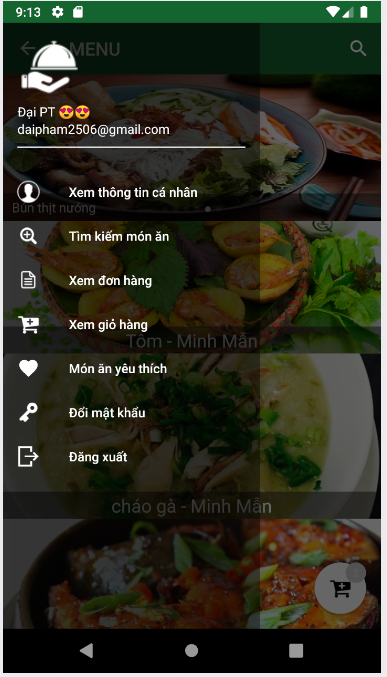 9:13
MENU
Đại PT 😍😍
daipham2506@gmail.com
Xem thông tin cá nhân
Bún thịt nướng
Tìm kiếm món ăn
Xem đơn hàng
Xem giỏ hàng
Tôm - Minh Mẫn
Món ăn yêu thích
Đổi mật khẩu
Đăng xuất
cháo gà - Minh Mẫn